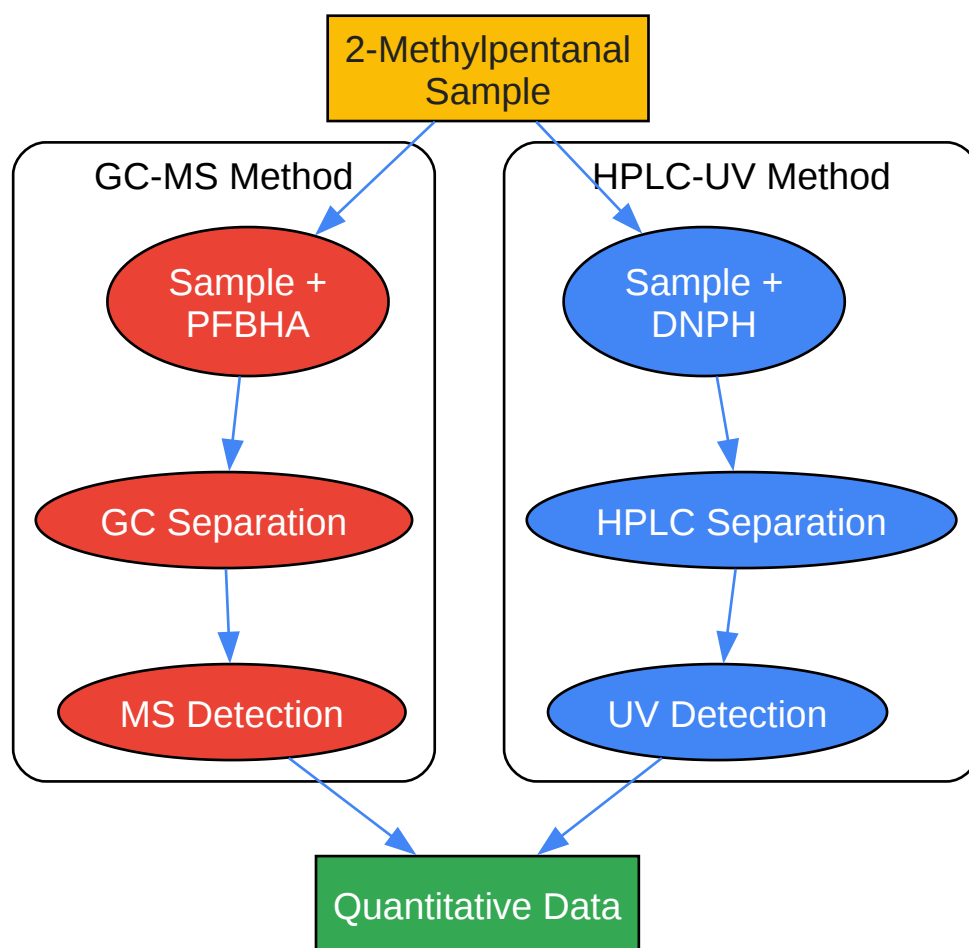 2-Methylpentanal
Sample
GC-MS Method
HPLC-UV Method
Sample +
PFBHA
Sample +
DNPH
GC Separation
HPLC Separation
MS Detection
UV Detection
Quantitative Data